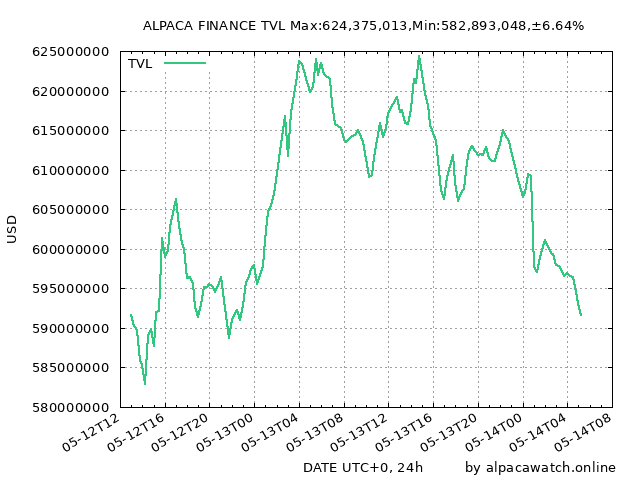 ALPACA FINANCE TVL Max:624,375,013,Min:582,893,048,±6.64%
TVL
625000000
620000000
615000000
610000000
605000000
600000000
595000000
590000000
585000000
580000000
USD
05-12T12
05-12T16
05-12T20
05-13T00
05-13T04
05-13T08
05-13T12
05-13T16
05-13T20
05-14T00
05-14T04
05-14T08
DATE UTC+0, 24h
by alpacawatch.online